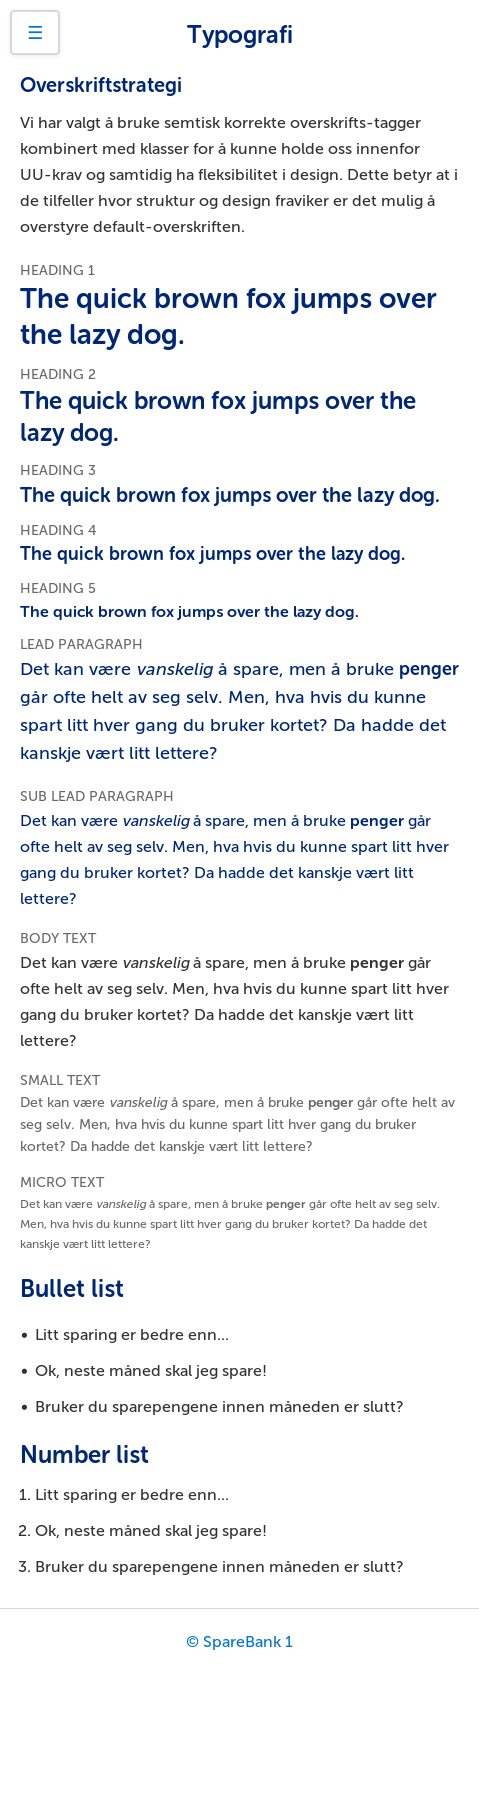 ☰
Typografi
Overskriftstrategi
Vi har valgt å bruke semtisk korrekte overskrifts-tagger
kombinert med klasser for å kunne holde oss innenfor
UU-krav og samtidig ha fleksibilitet i design. Dette betyr at i
de tilfeller hvor struktur og design fraviker er det mulig å
overstyre default-overskriften.
HEADING 1
The quick brown fox jumps over
the lazy dog.
HEADING 2
The quick brown fox jumps over the
lazy dog.
HEADING 3
The quick brown fox jumps over the lazy dog.
HEADING 4
The quick brown fox jumps over the lazy dog.
HEADING 5
The quick brown fox jumps over the lazy dog.
LEAD PARAGRAPH
Det kan være vanskelig å spare, men å bruke penger
går ofte helt av seg selv. Men, hva hvis du kunne
spart litt hver gang du bruker kortet? Da hadde det
kanskje vært litt lettere?
SUB LEAD PARAGRAPH
Det kan være vanskelig å spare, men å bruke penger går
ofte helt av seg selv. Men, hva hvis du kunne spart litt hver
gang du bruker kortet? Da hadde det kanskje vært litt
lettere?
BODY TEXT
Det kan være vanskelig å spare, men å bruke penger går
ofte helt av seg selv. Men, hva hvis du kunne spart litt hver
gang du bruker kortet? Da hadde det kanskje vært litt
lettere?
SMALL TEXT
Det kan være vanskelig å spare, men å bruke penger går ofte helt av
seg selv. Men, hva hvis du kunne spart litt hver gang du bruker
kortet? Da hadde det kanskje vært litt lettere?
MICRO TEXT
Det kan være vanskelig å spare, men å bruke penger går ofte helt av seg selv.
Men, hva hvis du kunne spart litt hver gang du bruker kortet? Da hadde det
kanskje vært litt lettere?
Bullet list
• Litt sparing er bedre enn...
• Ok, neste måned skal jeg spare!
• Bruker du sparepengene innen måneden er slutt?
Number list
1. Litt sparing er bedre enn...
2. Ok, neste måned skal jeg spare!
3. Bruker du sparepengene innen måneden er slutt?
© SpareBank 1